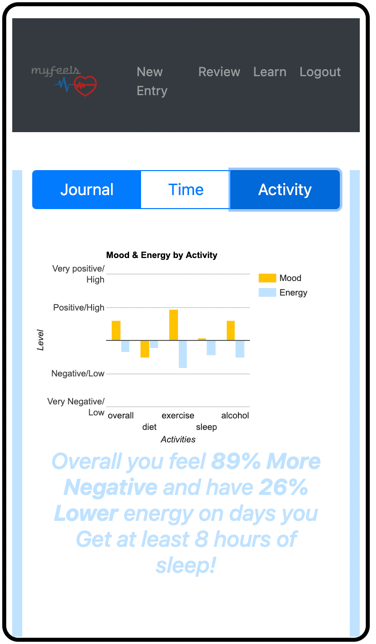 myfeels
New Review Learn Logout
Entry
Journal Time Activity
Mood & Energy by Activity
Very positive/
High
Positive/High
Negative/Low
Very Negative/
Low
Level
Mood
Energy
overall exercise alcohol
diet sleep
Activities
Overall you feel 89% More
Negative and have 26%
Lower energy on days you
Get at least 8 hours of
sleep!